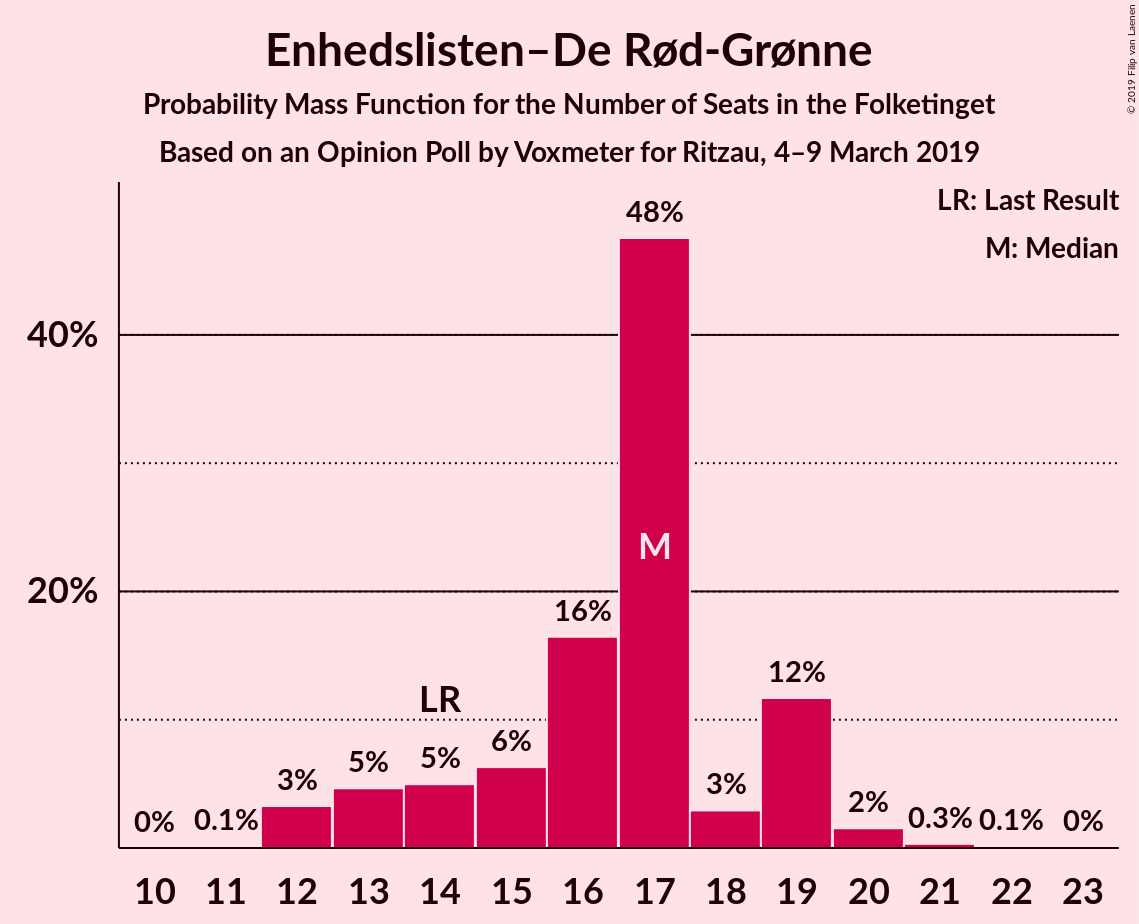 Enhedslisten–De Rød-Grønne
Probability Mass Function for the Number of Seats in the Folketinget
Based on an Opinion Poll by Voxmeter for Ritzau, 4–9 March 2019
© 2019 Filip van Laenen
LR: Last Result
M: Median
48%
40%
M
20%
16%
12%
LR
6%
5%
5%
3%
3%
2%
0%
0.1%
0.3%
0.1%
0%
10 11 12 13 14 15 16 17 18 19 20 21 22 23